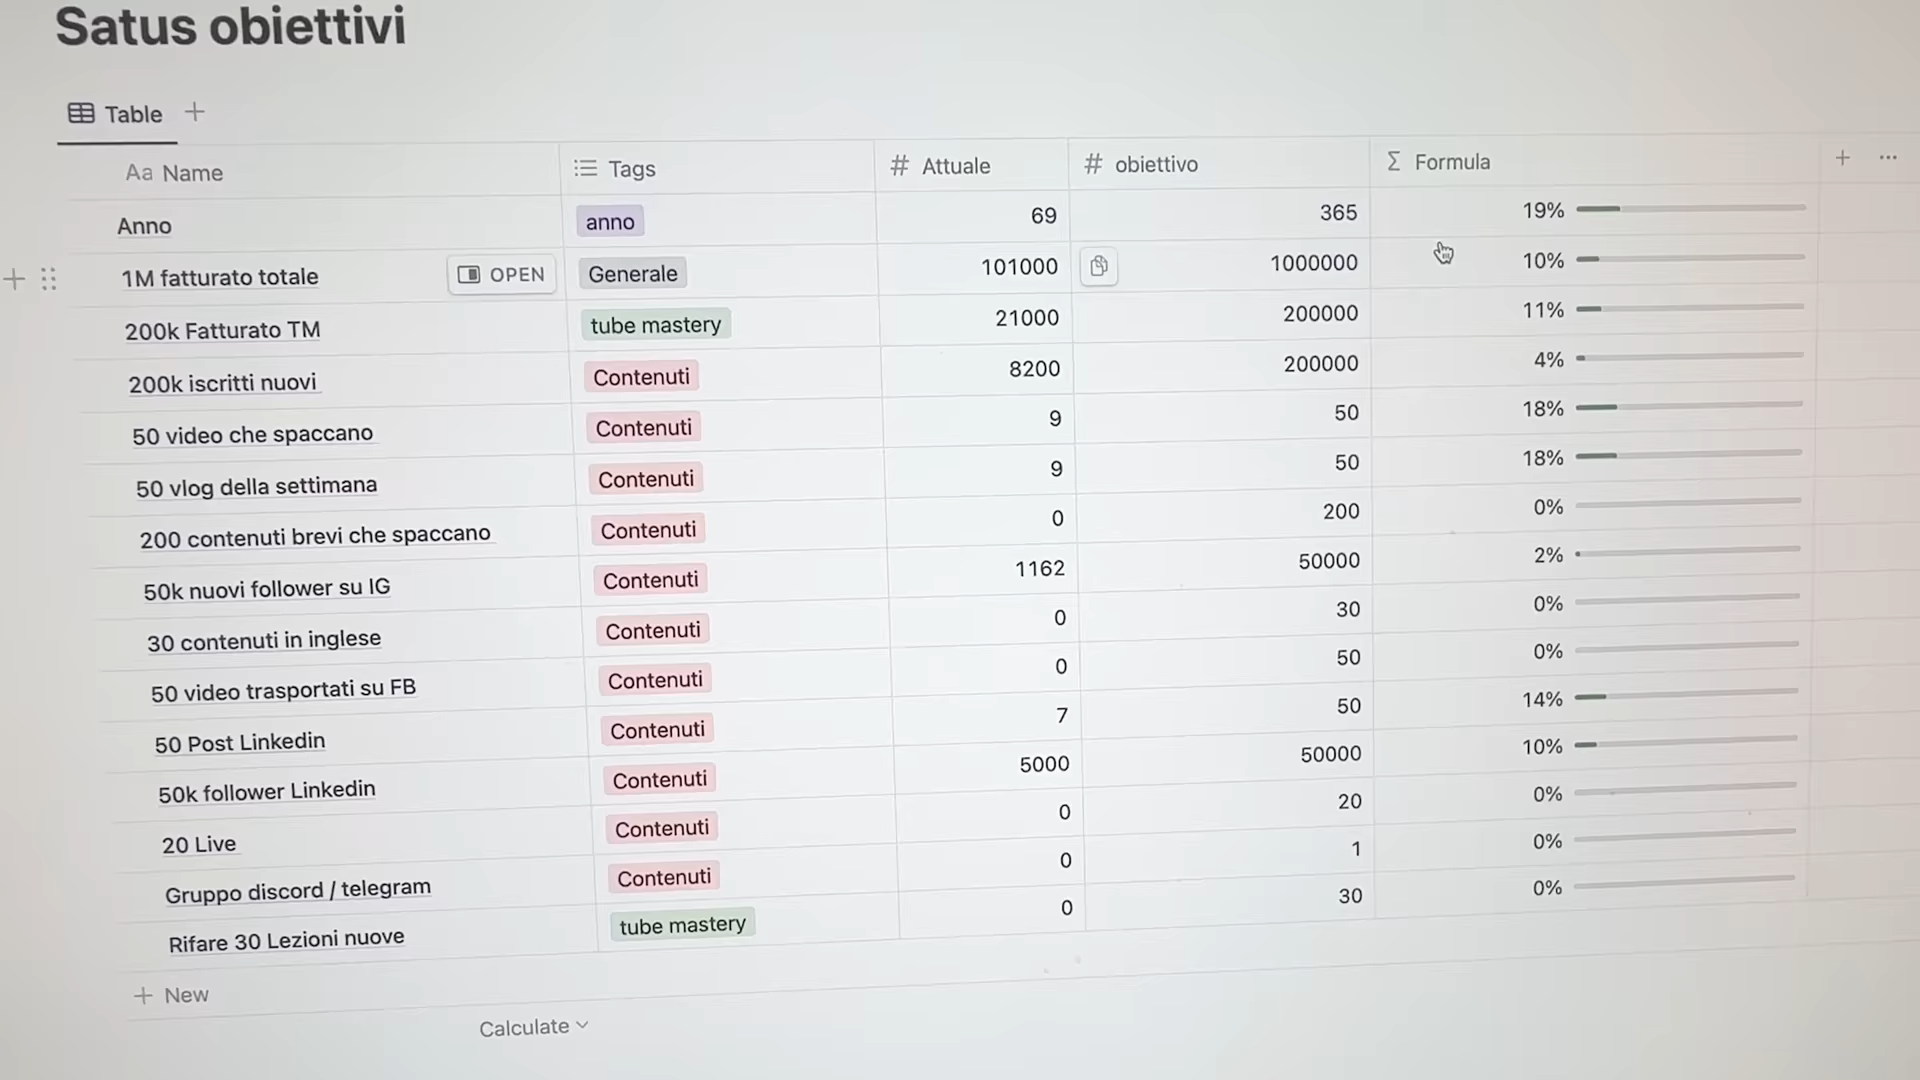 Satus obiettivi
Table
Aa Name Tags # Attuale # obiettivo Σ Formula
Anno anno 69 365 19%
1M fatturato totale OPEN Generale 101000 1000000 10%
200k Fatturato TM tube mastery 21000 200000 11%
200k iscritti nuovi Contenuti 8200 200000 4%
50 video che spaccano Contenuti 9 50 18%
50 vlog della settimana Contenuti 9 50 18%
200 contenuti brevi che spaccano Contenuti 0 200 0%
50k nuovi follower su IG Contenuti 1162 50000 2%
30 contenuti in inglese Contenuti 0 30 0%
50 video trasportati su FB Contenuti 0 50 0%
50 Post Linkedin Contenuti 7 50 14%
50k follower Linkedin Contenuti 5000 50000 10%
20 Live Contenuti 0 20 0%
Gruppo discord / telegram Contenuti 0 1 0%
Rifare 30 Lezioni nuove tube mastery 0 30 0%
+ New
Calculate